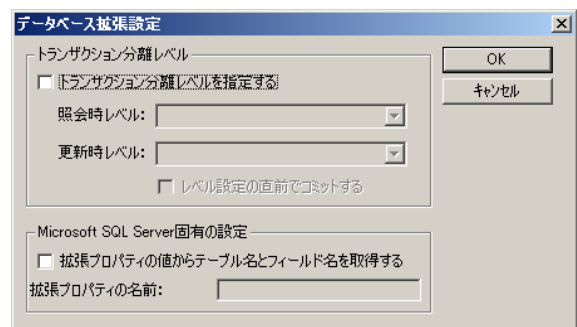 データベース拡張設定
トランザクション分離レベル
トランザクション分離レベルを指定する
照会時レベル:
更新時レベル:
レベル設定の直前でコミットする
Microsoft SQL Server固有の設定
拡張プロパティの値からテーブル名とフィールド名を取得する
拡張プロパティの名前:
OK
キャンセル